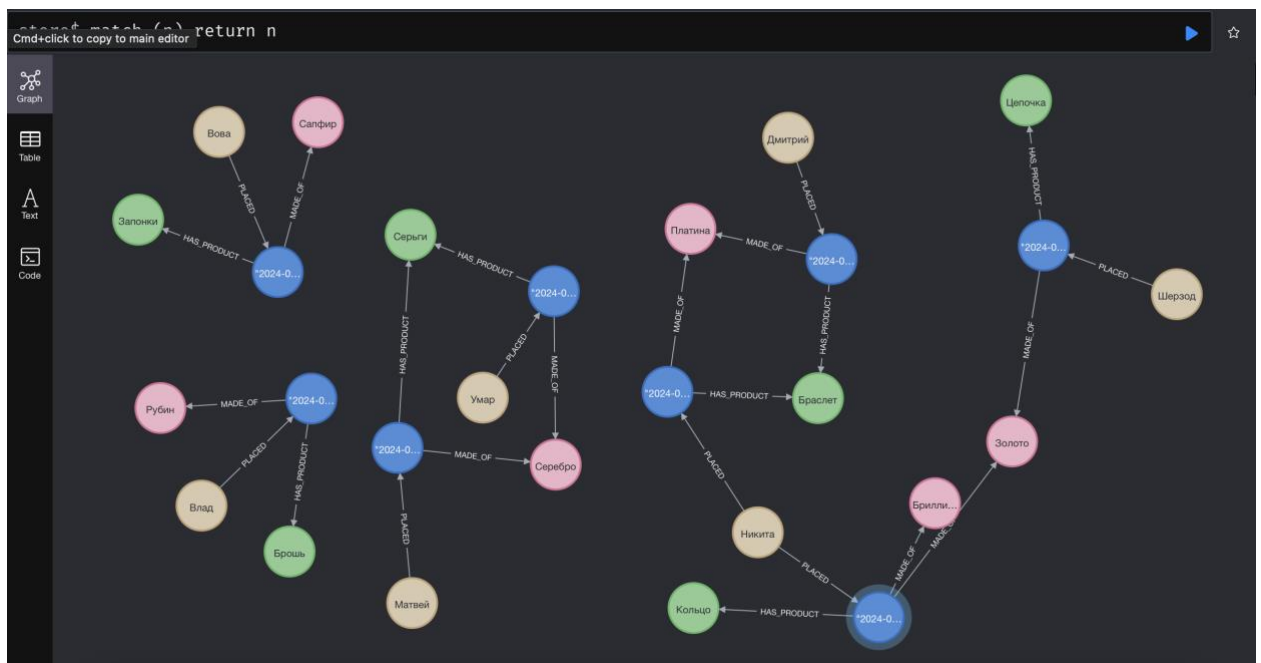 store$ match (n) return n
Cmd+click to copy to main editor
Graph
Table
Text
Code
Вова
Сапфир
PLACED
MADE_OF
Запонки
HAS_PRODUCT
"2024-0...
Серьги
HAS_PRODUCT
"2024-0...
HAS_PRODUCT
PLACED
MADE_OF
Умар
Рубин
MADE_OF
"2024-0...
PLACED
HAS_PRODUCT
Влад
Брошь
"2024-0...
MADE_OF
Серебро
PLACED
Матвей
Дмитрий
PLACED
Платина
MADE_OF
"2024-0...
MADE_OF
HAS_PRODUCT
"2024-0...
HAS_PRODUCT
Браслет
PLACED
Никита
PLACED
Кольцо
HAS_PRODUCT
"2024-0...
MADE_OF
Брилли...
MADE_OF
Золото
MADE_OF
Цепочка
HAS_PRODUCT
"2024-0...
PLACED
Шерзод